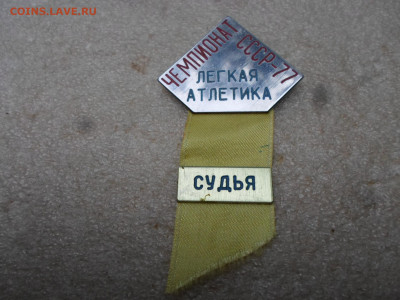 COINS.LAVE.RU
ЧЕМПИОНАТ СССР-77
ЛЕГКАЯ
АТЛЕТИКА
СУДЬЯ